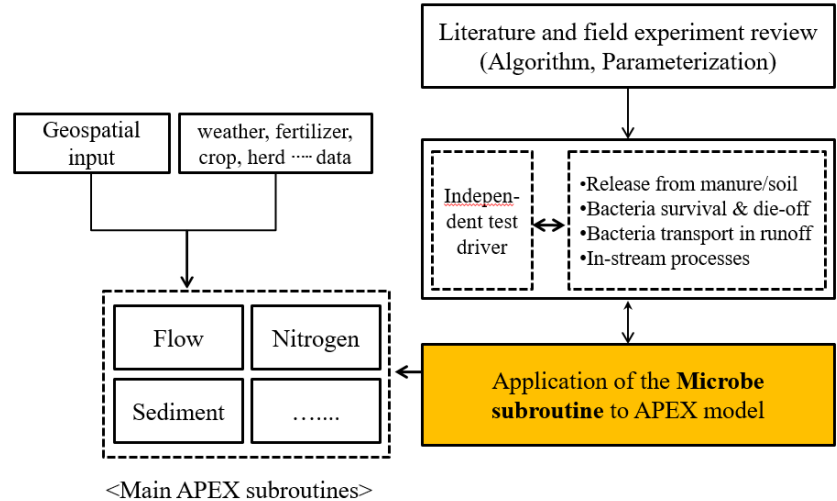 Literature and field experiment review
(Algorithm, Parameterization)
Geospatial
input
weather, fertilizer,
crop, herd ····· data
Indepen-
dent test
driver
•Release from manure/soil
•Bacteria survival & die-off
•Bacteria transport in runoff
•In-stream processes
Flow
Nitrogen
Sediment
…....
Application of the Microbe
subroutine to APEX model
<Main APEX subroutines>